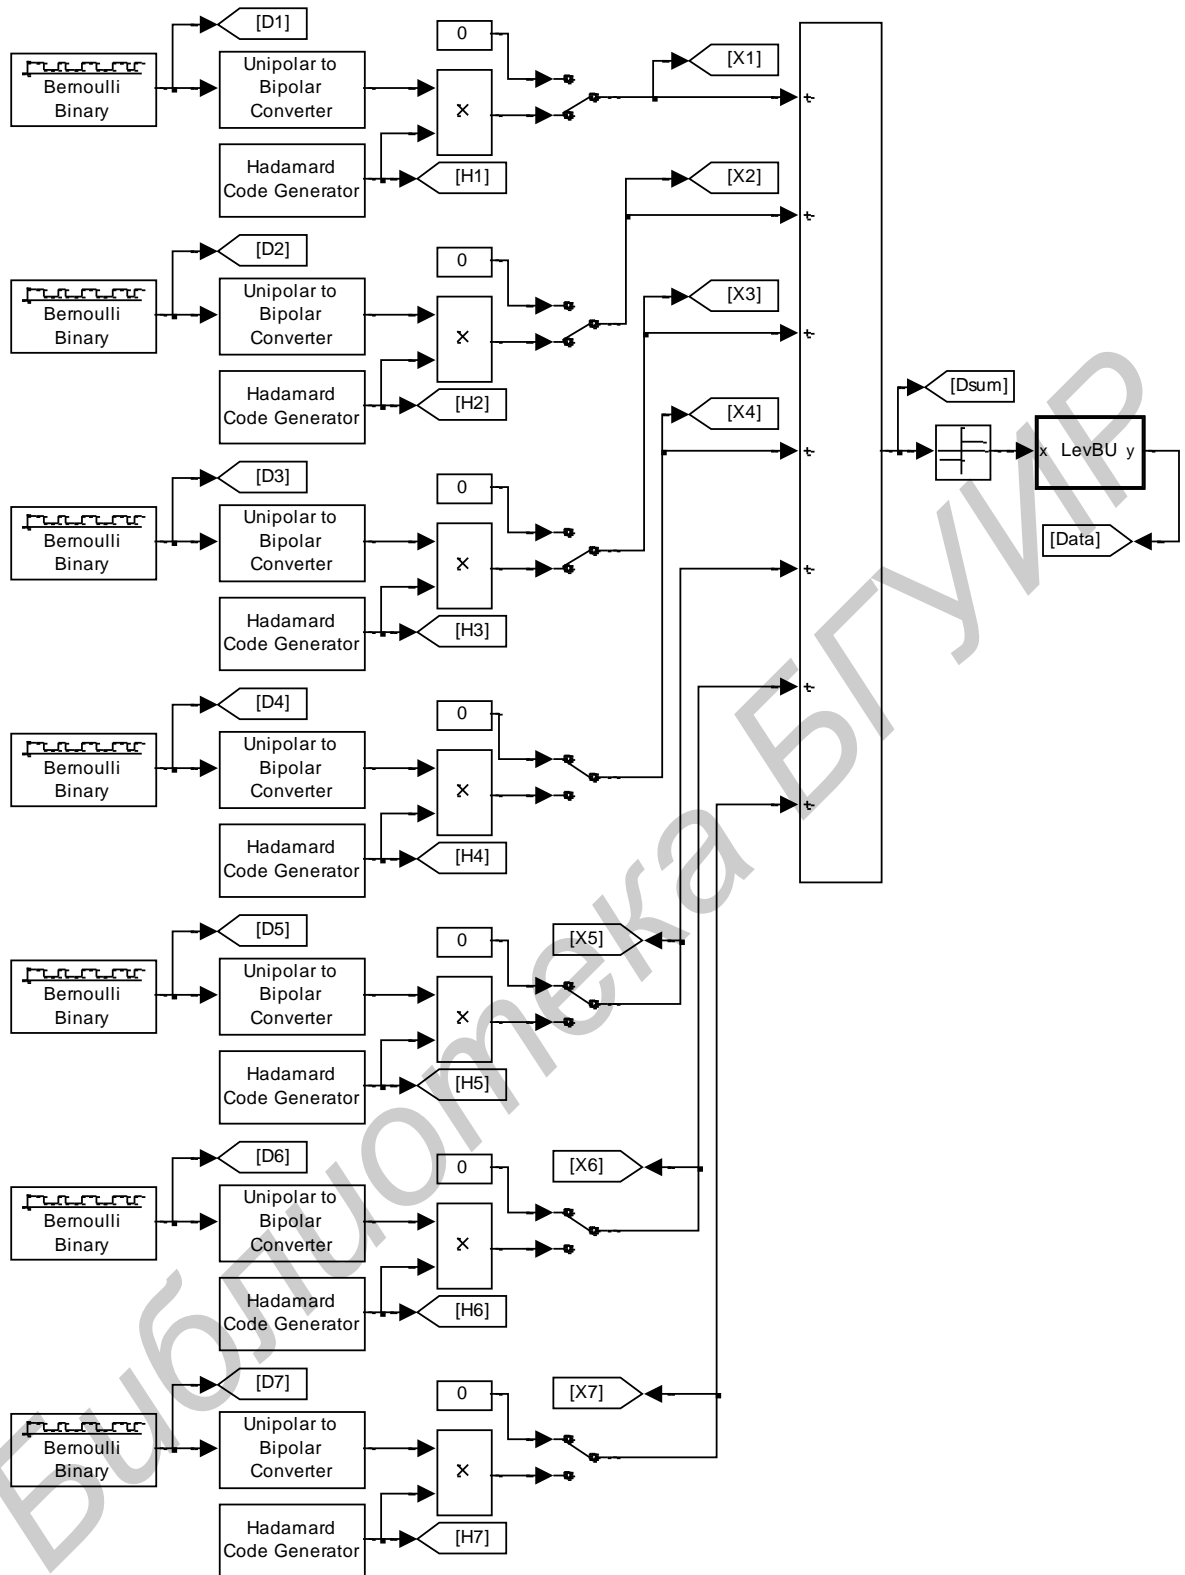 [D1]
0
[X1]
Bernoulli
Binary
Unipolar to
Bipolar
Converter
×
+
Hadamard
Code Generator
[H1]
[X2]
+
[D2]
0
Bernoulli
Binary
Unipolar to
Bipolar
Converter
×
[X3]
+
Hadamard
Code Generator
[H2]
[Dsum]
[X4]
+
x LevBU y
[Data]
[D3]
0
Bernoulli
Binary
Unipolar to
Bipolar
Converter
×
+
Hadamard
Code Generator
[H3]
+
[D4]
0
Bernoulli
Binary
Unipolar to
Bipolar
Converter
×
+
Hadamard
Code Generator
[H4]
[D5]
0
[X5]
Bernoulli
Binary
Unipolar to
Bipolar
Converter
×
Hadamard
Code Generator
[H5]
[D6]
0
[X6]
Bernoulli
Binary
Unipolar to
Bipolar
Converter
×
Hadamard
Code Generator
[H6]
[D7]
0
[X7]
Bernoulli
Binary
Unipolar to
Bipolar
Converter
×
Hadamard
Code Generator
[H7]
Библиотека БГУИР